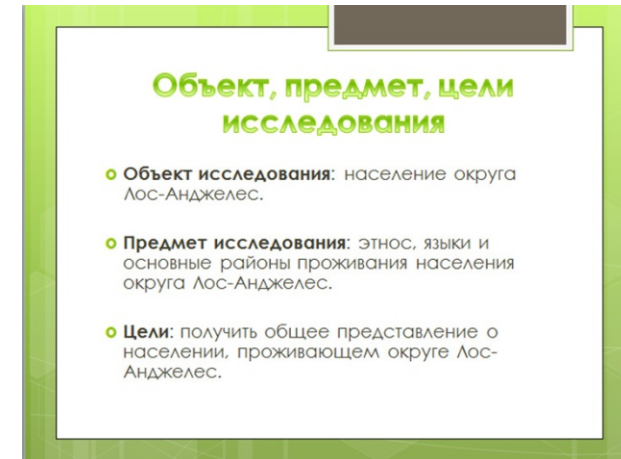 Объект, предмет, цели
исследования
Объект исследования: население округа
Лос-Анджелес.
Предмет исследования: этнос, языки и
основные районы проживания населения
округа Лос-Анджелес.
Цели: получить общее представление о
населении, проживающем округе Лос-
Анджелес.